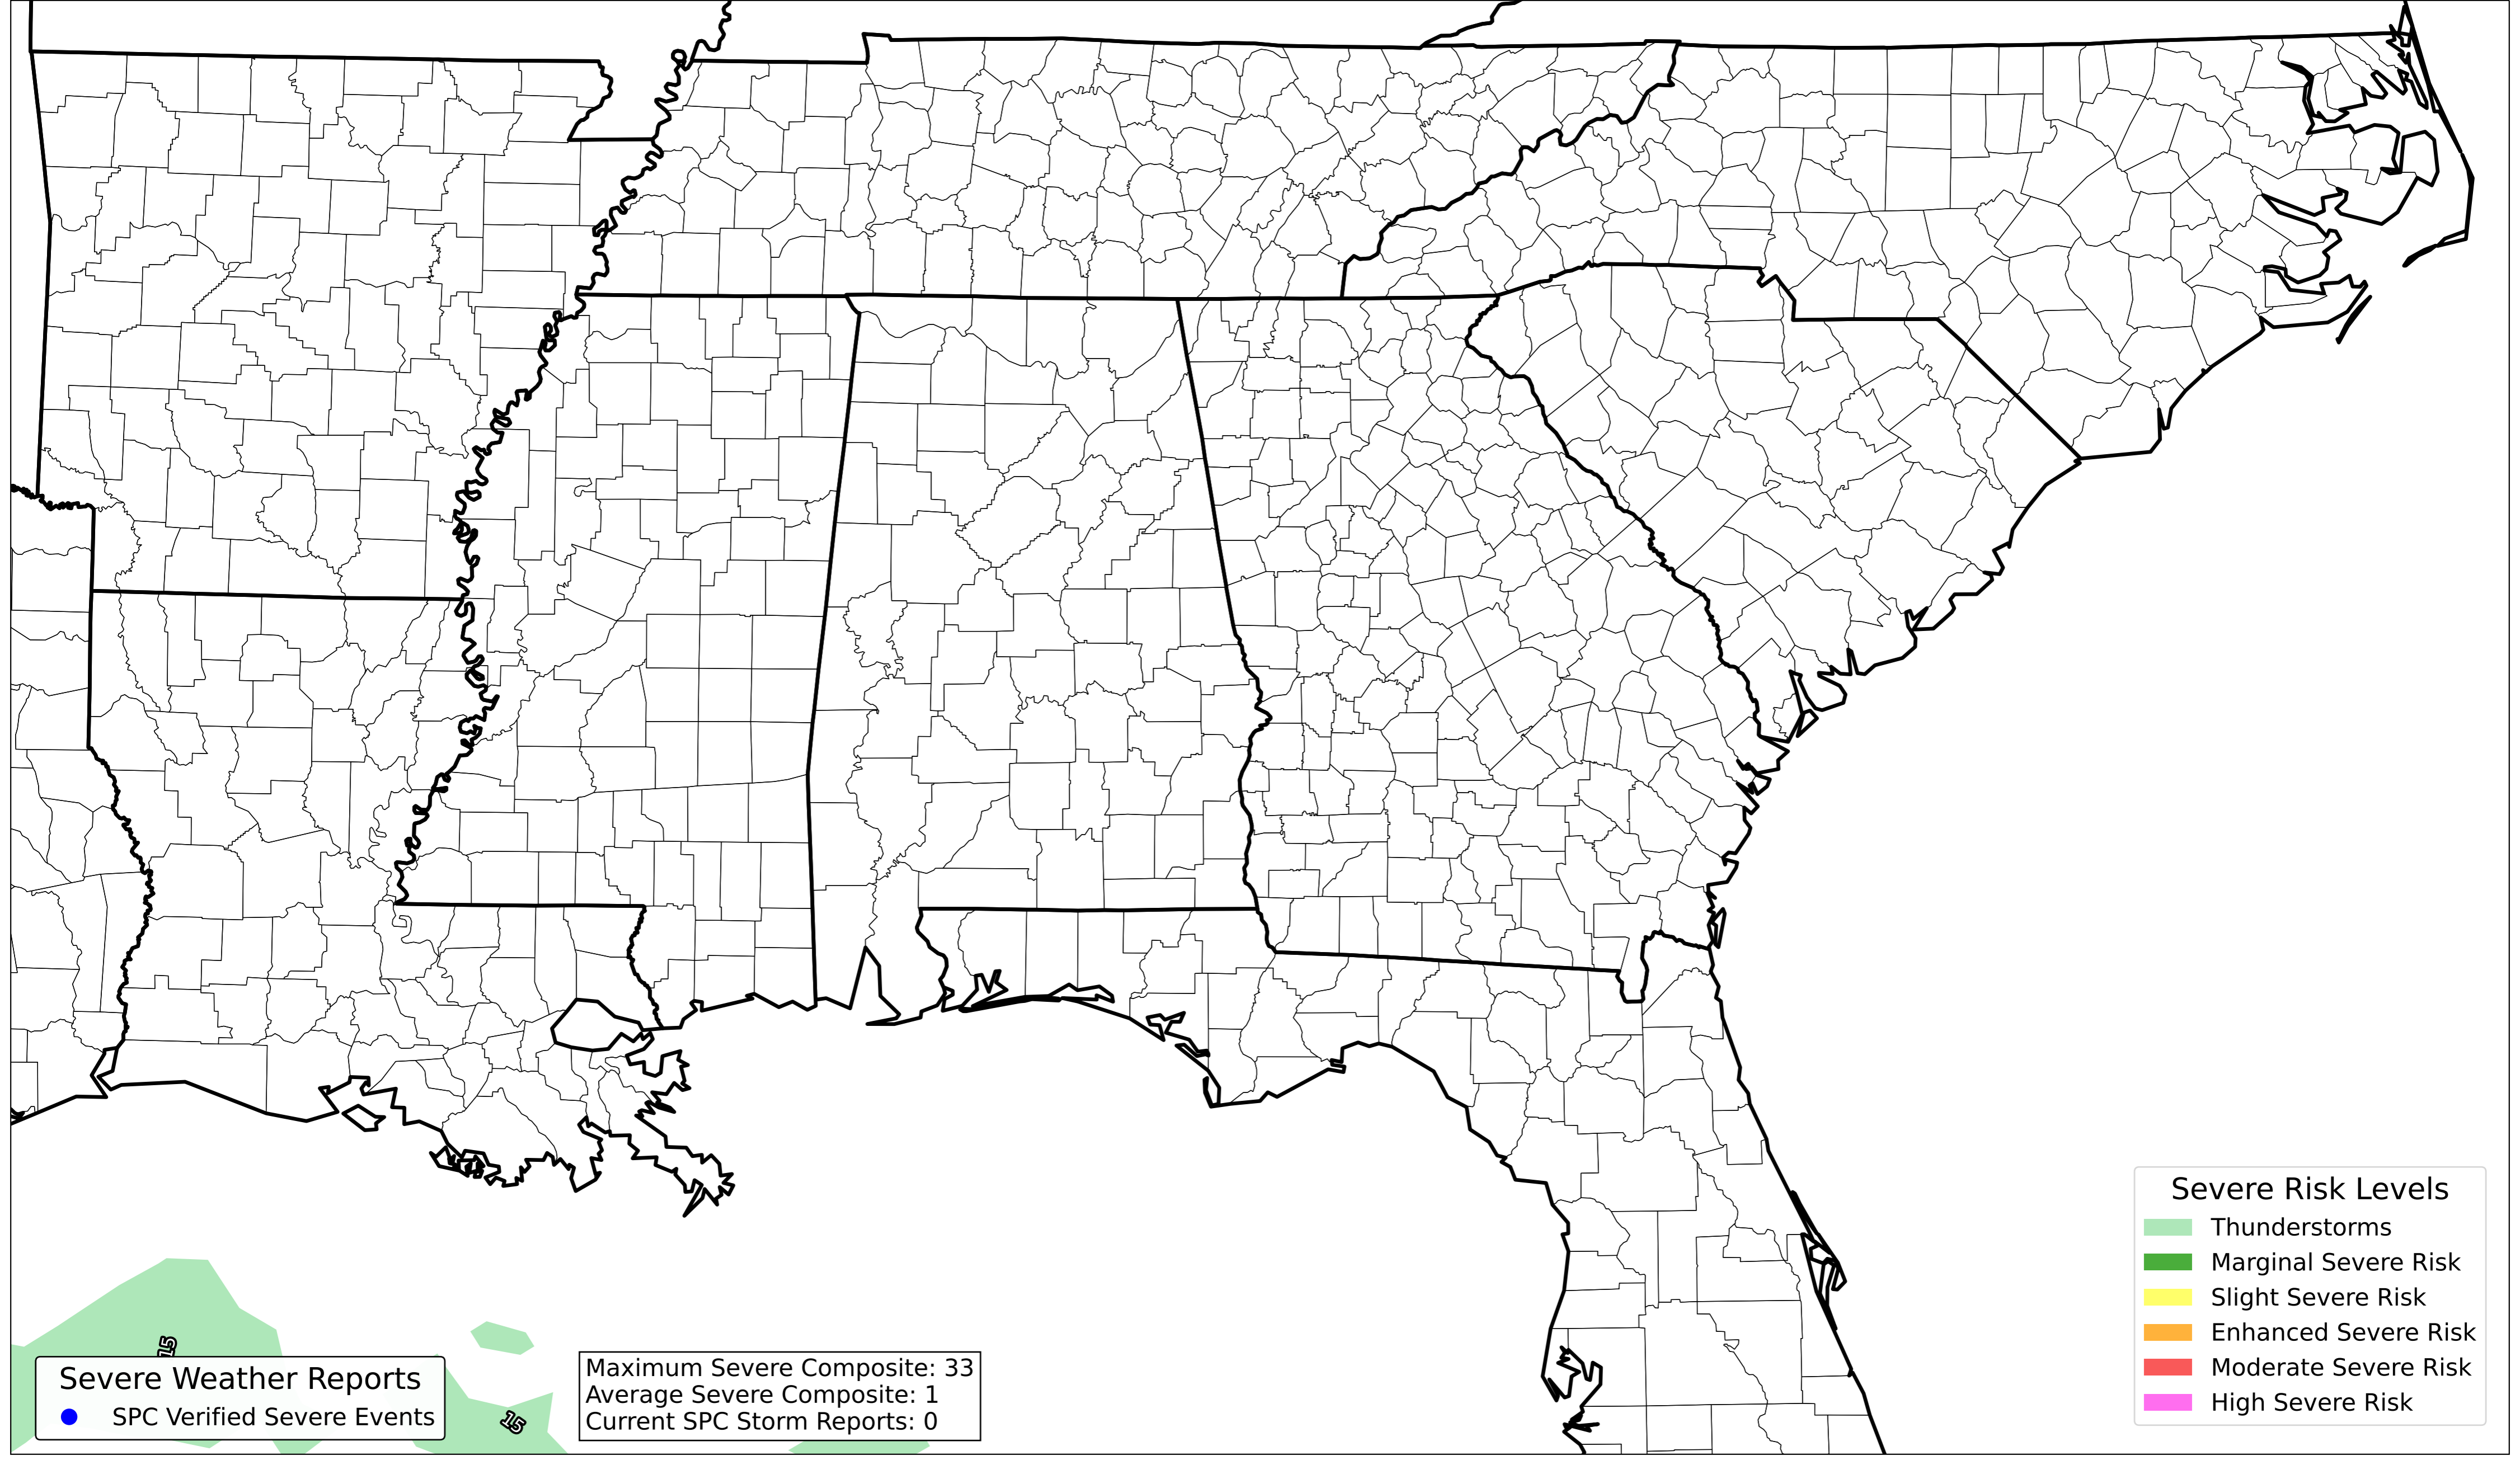 15
Severe Weather Reports
SPC Verified Severe Events
15
Maximum Severe Composite: 33
Average Severe Composite: 1
Current SPC Storm Reports: 0
Severe Risk Levels
Thunderstorms
Marginal Severe Risk
Slight Severe Risk
Enhanced Severe Risk
Moderate Severe Risk
High Severe Risk